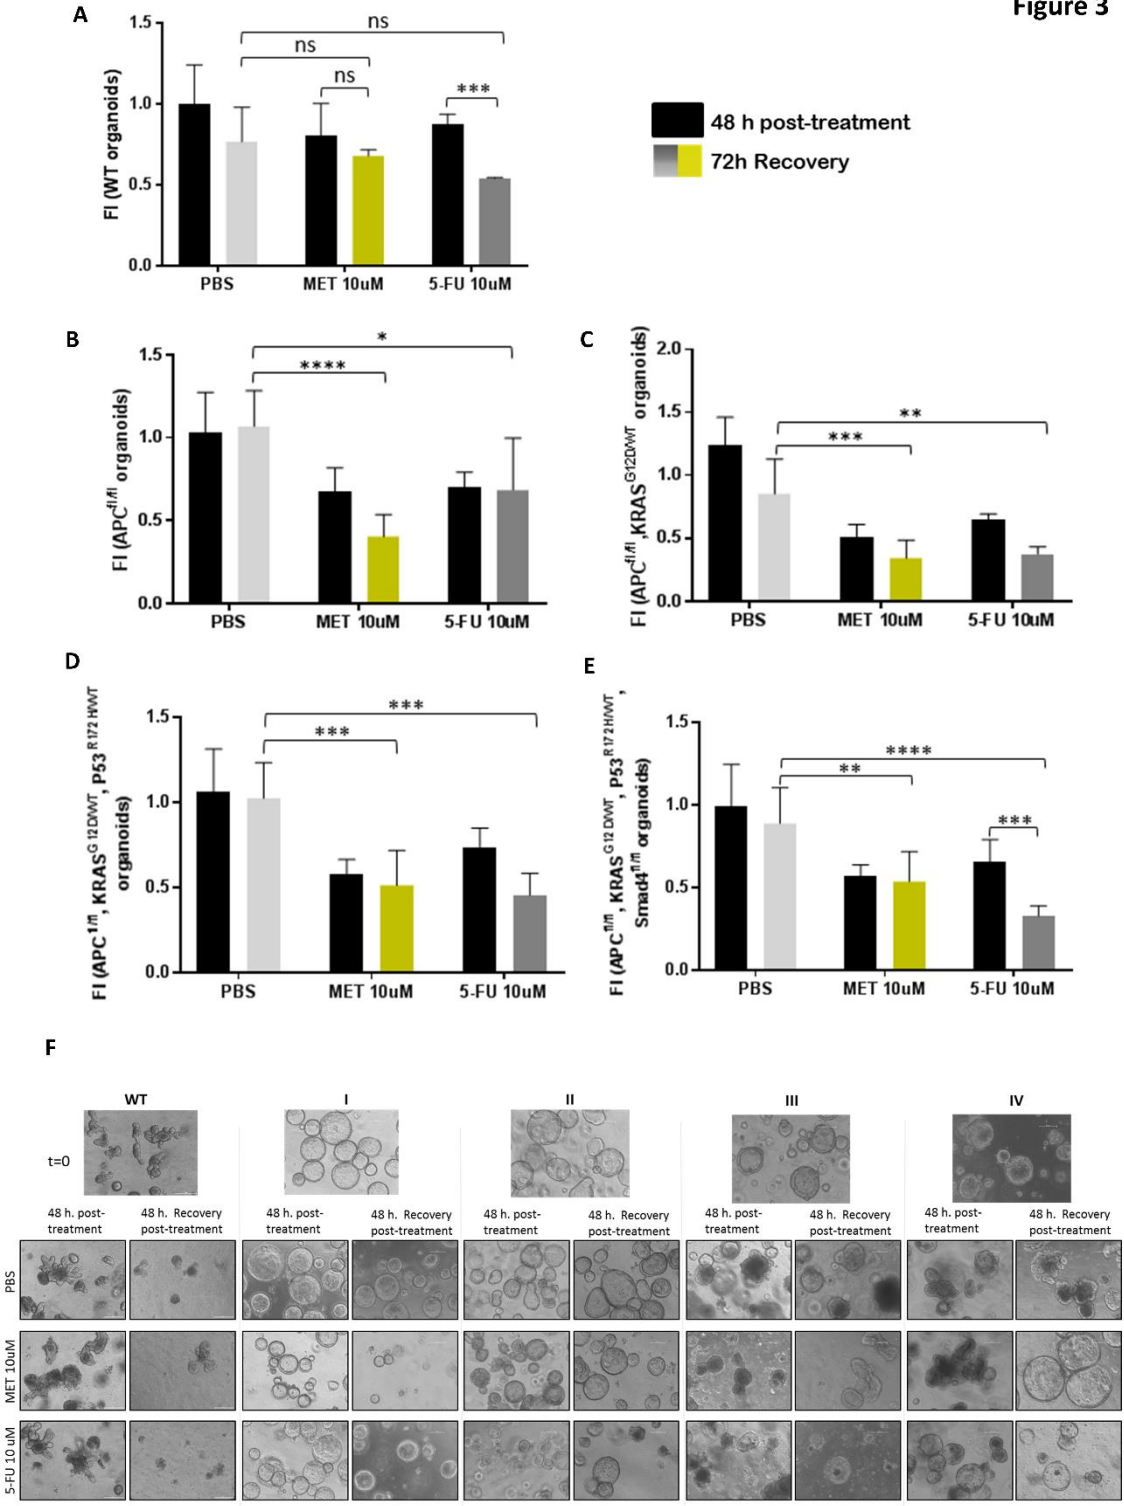 Figure 3
A
FI (WT organoids)
1.5
1.0
0.5
0.0
ns
ns
ns
***
PBS
MET 10uM
5-FU 10uM
48 h post-treatment
72h Recovery
B
FI (APCfl/fl organoids)
1.5
1.0
0.5
0.0
*
****
PBS
MET 10uM
5-FU 10uM
C
FI (APCfl/fl,KRASG12D/WT organoids)
2.0
1.5
1.0
0.5
0.0
**
***
PBS
MET 10uM
5-FU 10uM
D
FI (APC1/fl, KRASG12D/WT, P53R172H/WT
organoids)
1.5
1.0
0.5
0.0
***
***
PBS
MET 10uM
5-FU 10uM
E
FI (APCfl/fl, KRASG12D/WT, P53R172H/WT,
Smad4fl/fl organoids)
1.5
1.0
0.5
0.0
****
**
***
PBS
MET 10uM
5-FU 10uM
F
WT
I
II
III
IV
t=0
48 h. post-
treatment
48 h. Recovery
post-treatment
48 h. post-
treatment
48 h. Recovery
post-treatment
48 h. post-
treatment
48 h. Recovery
post-treatment
48 h. post-
treatment
48 h. Recovery
post-treatment
48 h. post-
treatment
48 h. Recovery
post-treatment
PBS
MET 10uM
5-FU 10 uM